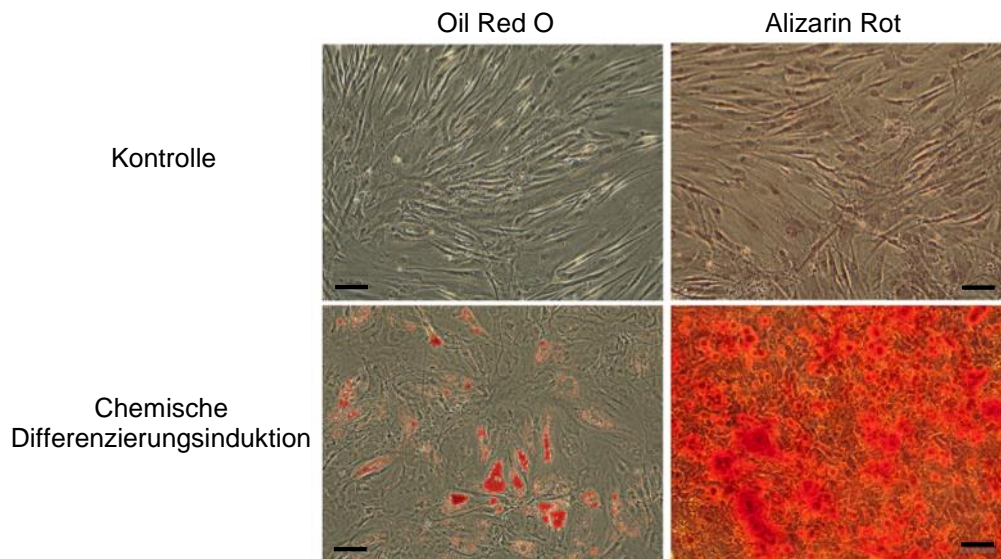 Oil Red O
Alizarin Rot
Kontrolle
Chemische
Differenzierungsinduktion